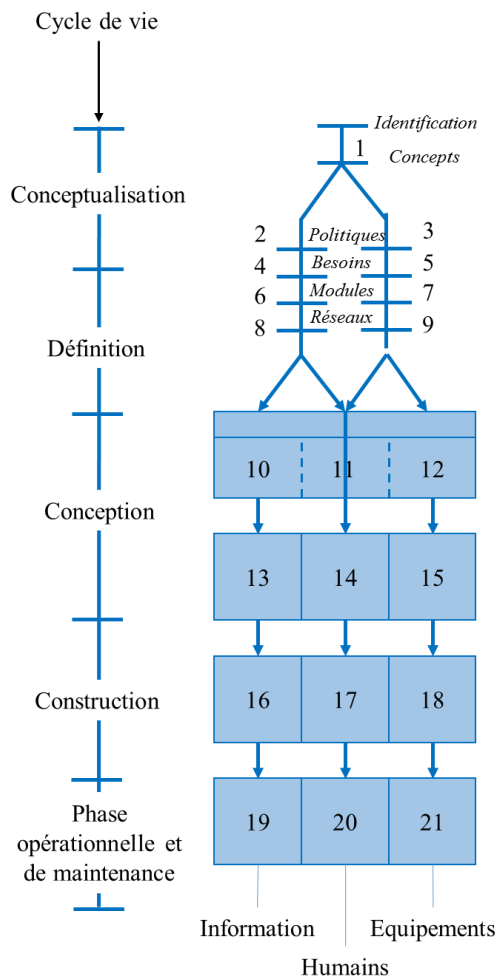 Cycle de vie
Identification
1
Concepts
Conceptualisation
2 Politiques 3
4 Besoins 5
6 Modules 7
8 Réseaux 9
Définition
10 11 12
Conception
13 14 15
Construction
16 17 18
Phase
opérationnelle et
de maintenance
19 20 21
Information Equipements
Humains